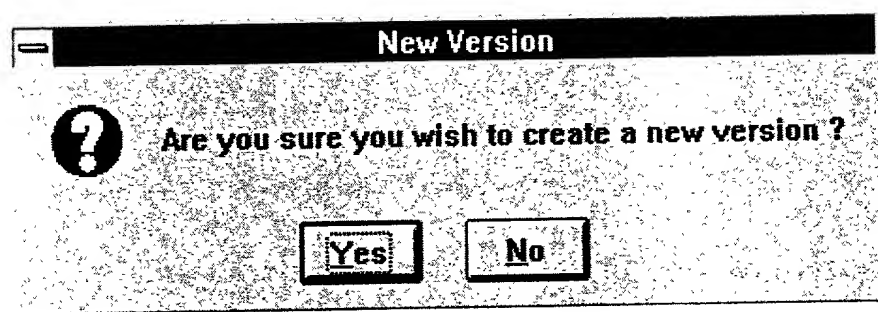 New Version
Are you sure you wish to create a new version ?
Yes
No